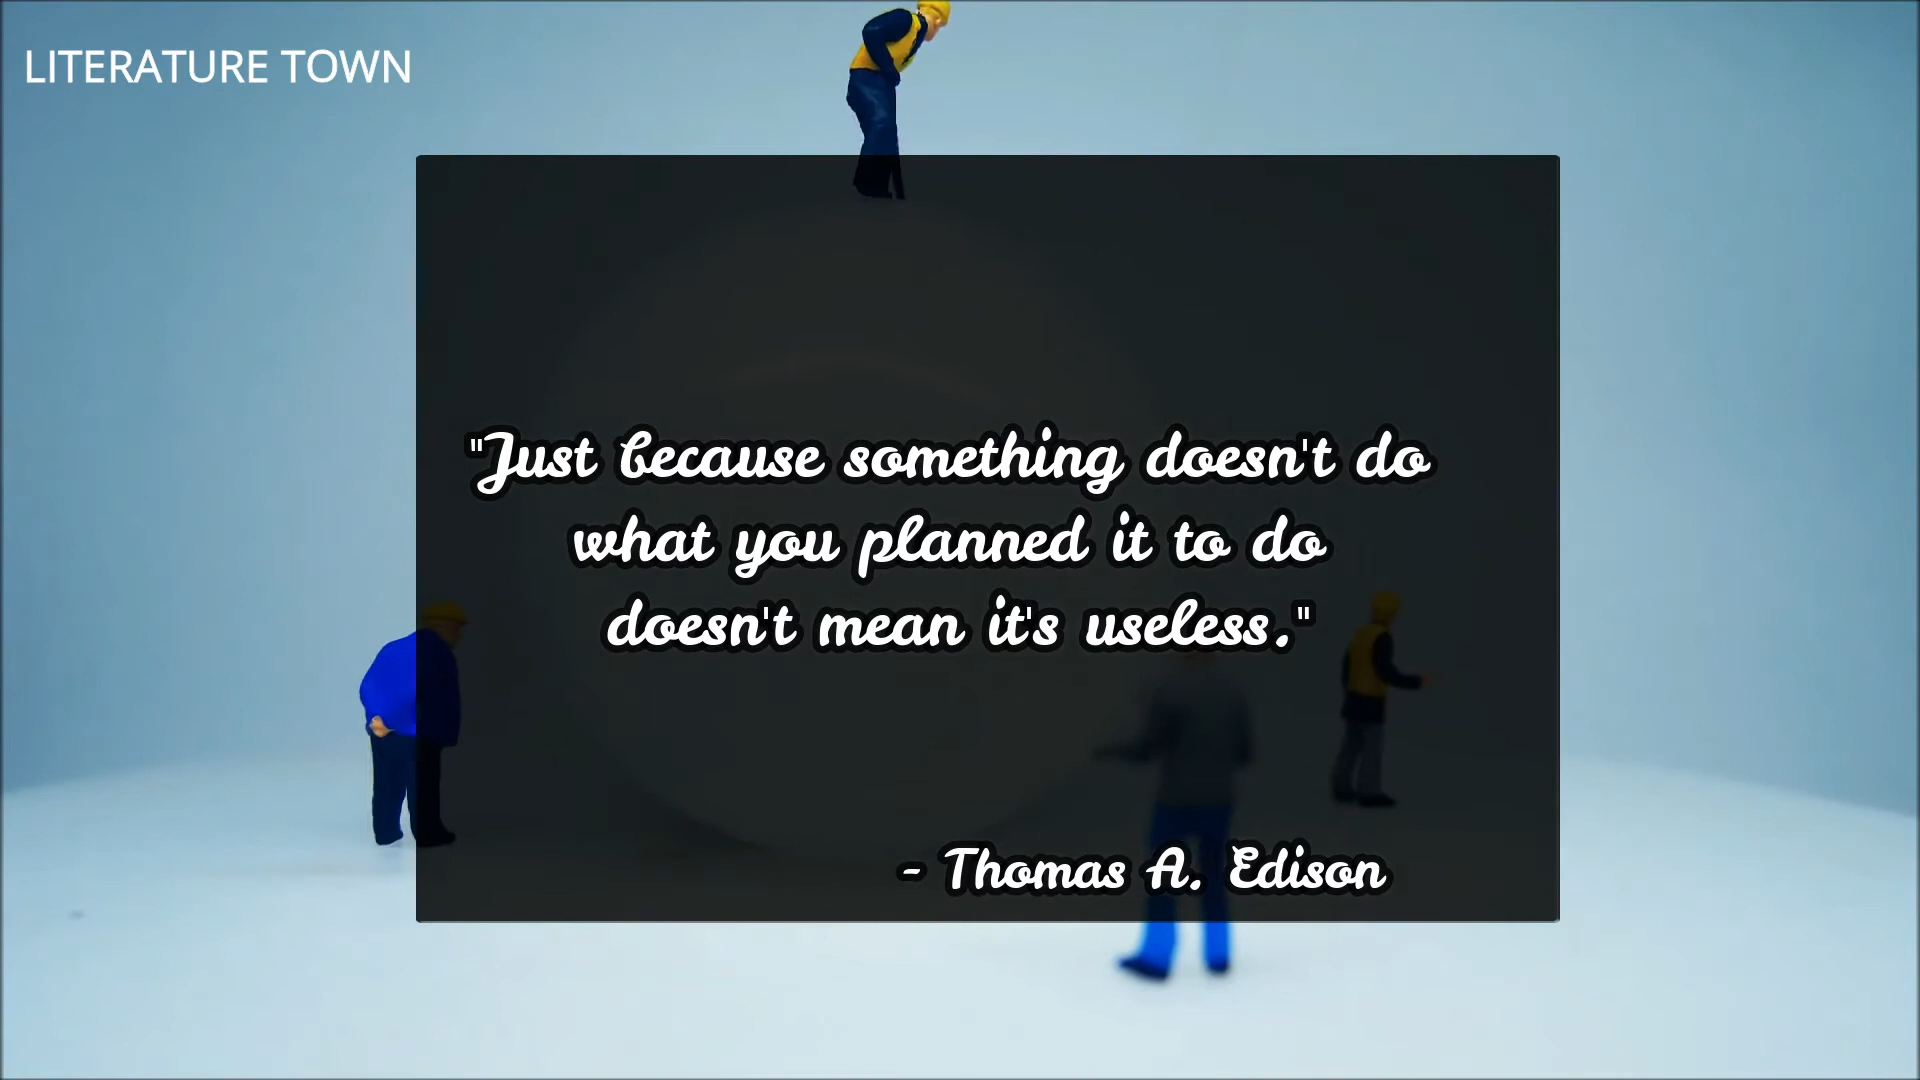 LITERATURE TOWN
"Just because something doesn't do
what you planned it to do
doesn't mean it's useless."
- Thomas A. Edison